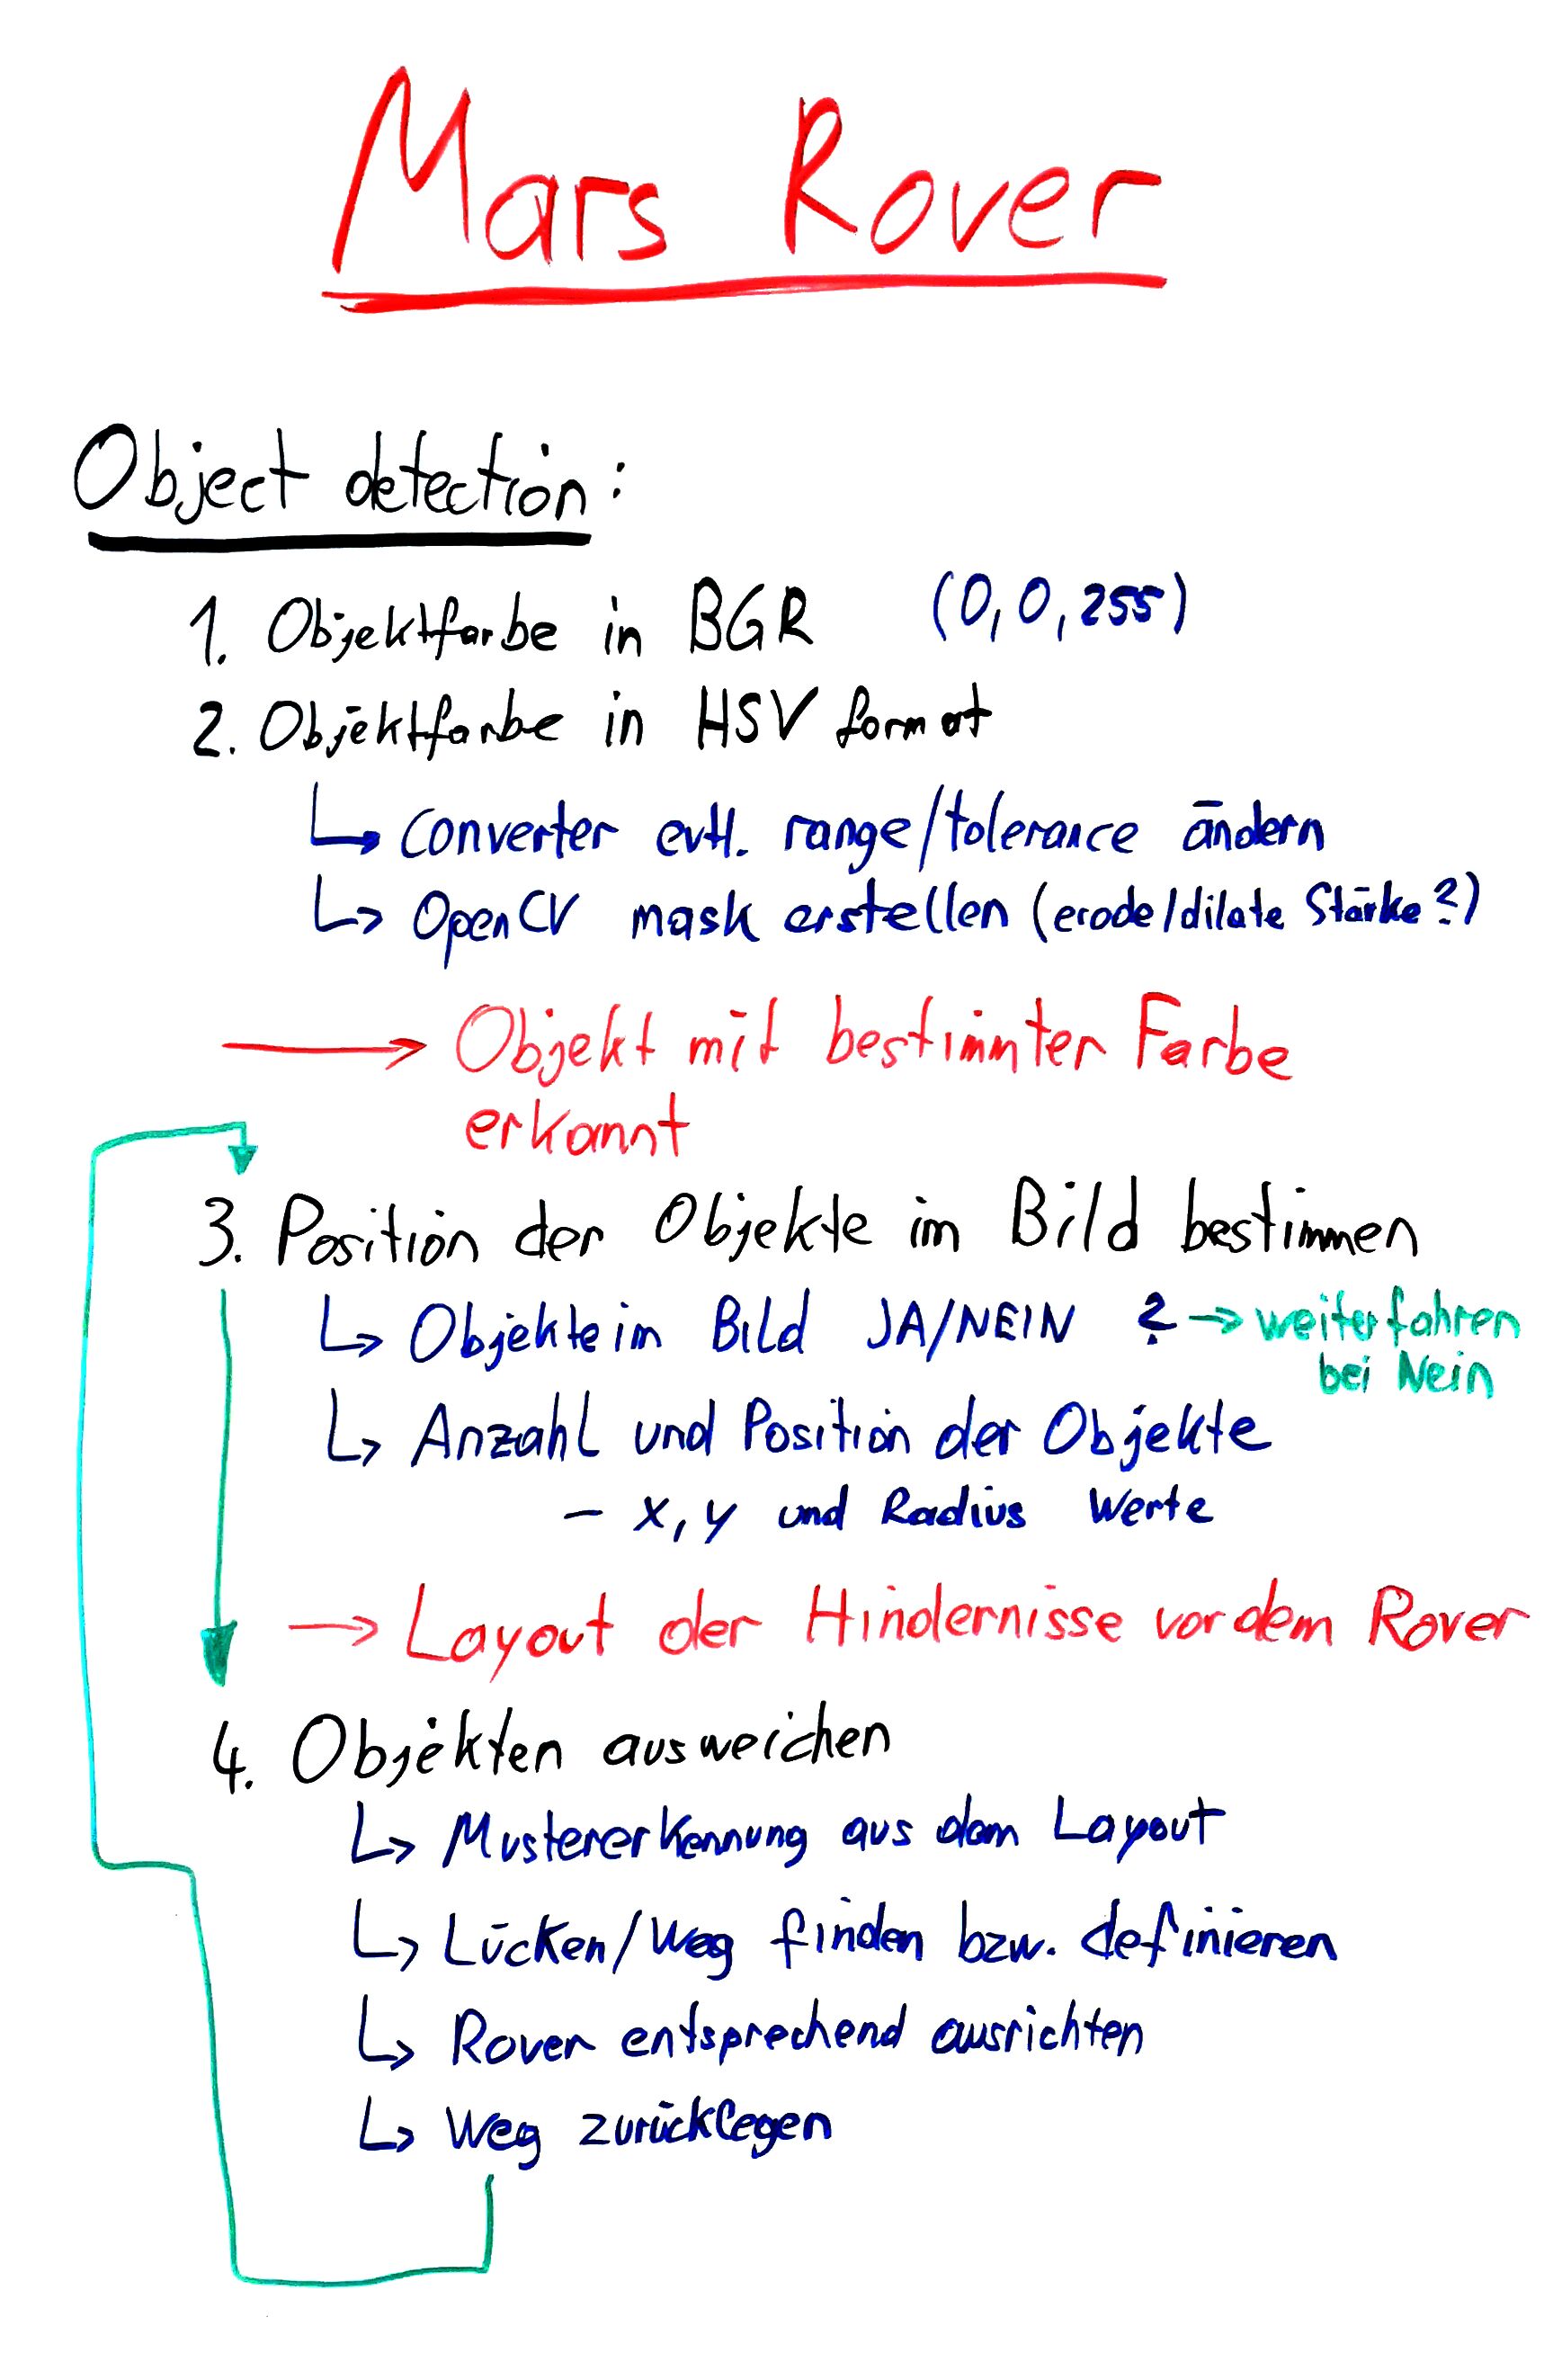 Mars Rover
Object detection:
1. Objektfarbe in BGR (0,0,255)
2. Objektfarbe in HSV format
↳ Converter evtl. range/tolerance ändern
↳ OpenCV mask erstellen (erode/dilate Stärke?)
→ Objekt mit bestimmter Farbe
erkannt
3. Position der Objekte im Bild bestimmen
↳ Objekte im Bild JA/NEIN ? → weiterfahren
bei Nein
↳ Anzahl und Position der Objekte
- x, y und Radius Werte
→ Layout der Hindernisse vor dem Rover
4. Objekten ausweichen
↳ Mustererkennung aus dem Layout
↳ Lücken/Weg finden bzw. definieren
↳ Rover entsprechend ausrichten
↳ Weg zurücklegen